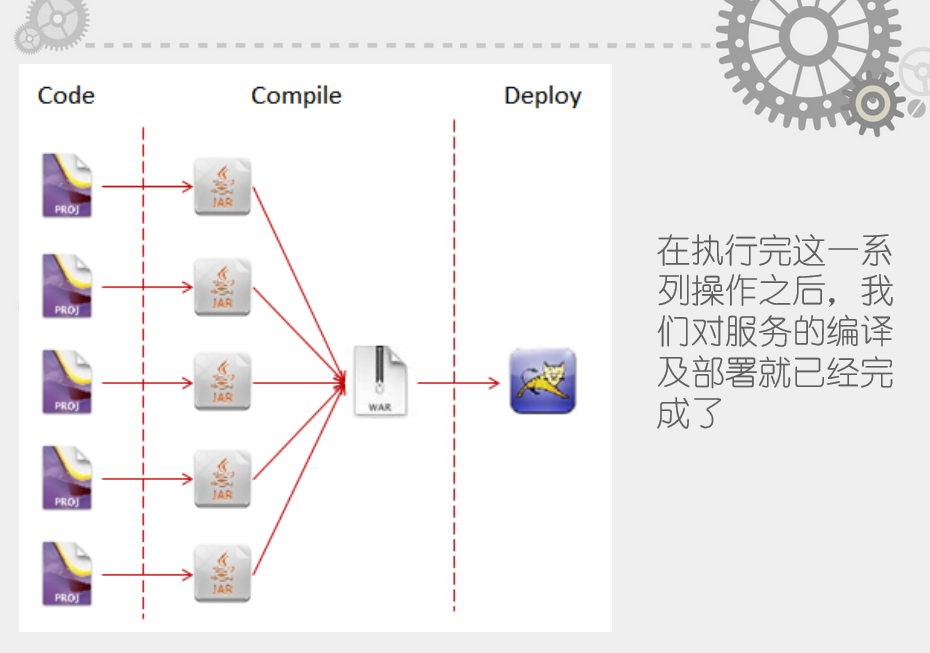 Code
Compile
Deploy
PROJ
JAR
PROJ
JAR
PROJ
JAR
WAR
PROJ
JAR
PROJ
JAR
在执行完这一系
列操作之后，我
们对服务的编译
及部署就已经完
成了